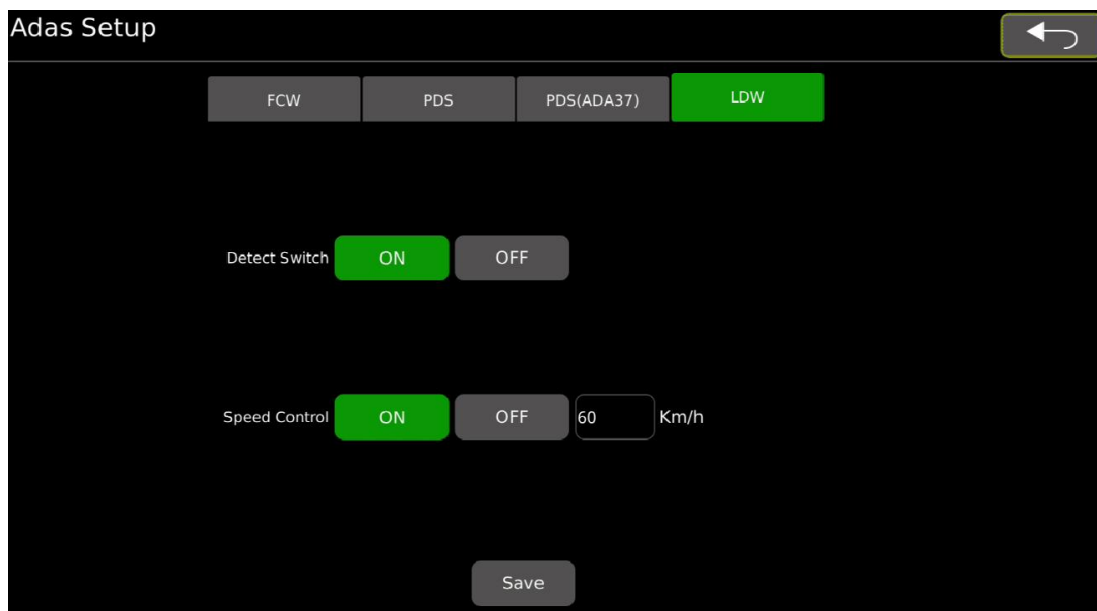 Adas Setup
FCW PDS PDS(ADA37) LDW
Detect Switch ON OFF
Speed Control ON OFF 60 Km/h
Save